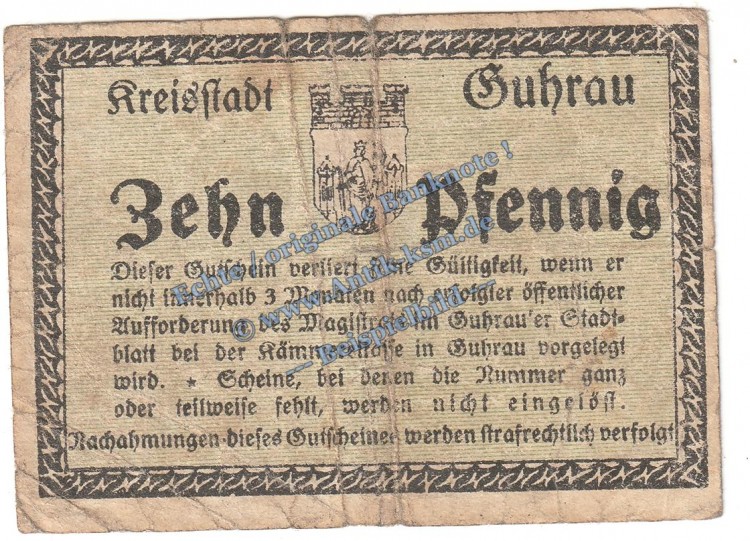 Kreisstadt Guhrau
Zehn Pfennig
Dieser Gutschein verliert seine Gültigkeit, wenn er
nicht innerhalb 3 Monaten nach erfolgter öffentlicher
Aufforderung des Magistrats im Guhrau'er Stadt-
blatt bei der Kämmereikasse in Guhrau vorgelegt
wird. * Scheine, bei denen die Nummer ganz
oder teilweise fehlt, werden nicht eingelöst.
Nachahmungen dieses Gutscheines werden strafrechtlich verfolgt
Echte / originale Banknote !
© www.Antik-ksm.de
— Beispielbild —